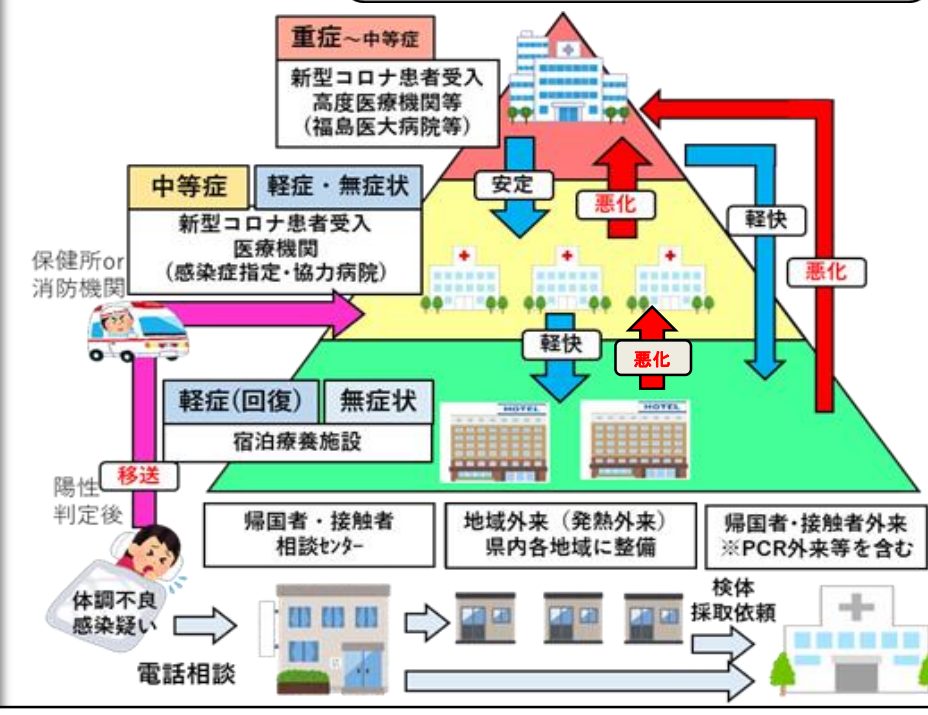 重症～中等症
新型コロナ患者受入
高度医療機関等
(福島医大病院等)
安定
悪化
軽快
悪化
中等症
軽症・無症状
新型コロナ患者受入
医療機関
(感染症指定・協力病院)
保健所or
消防機関
軽快
悪化
軽症(回復)
無症状
宿泊療養施設
HOTEL
HOTEL
移送
陽性
判定後
帰国者・接触者
相談センター
地域外来（発熱外来）
県内各地域に整備
帰国者・接触者外来
※PCR外来等を含む
体調不良
感染疑い
電話相談
検体
採取依頼